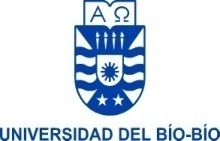 Α Ω
UNIVERSIDAD DEL BÍO-BÍO